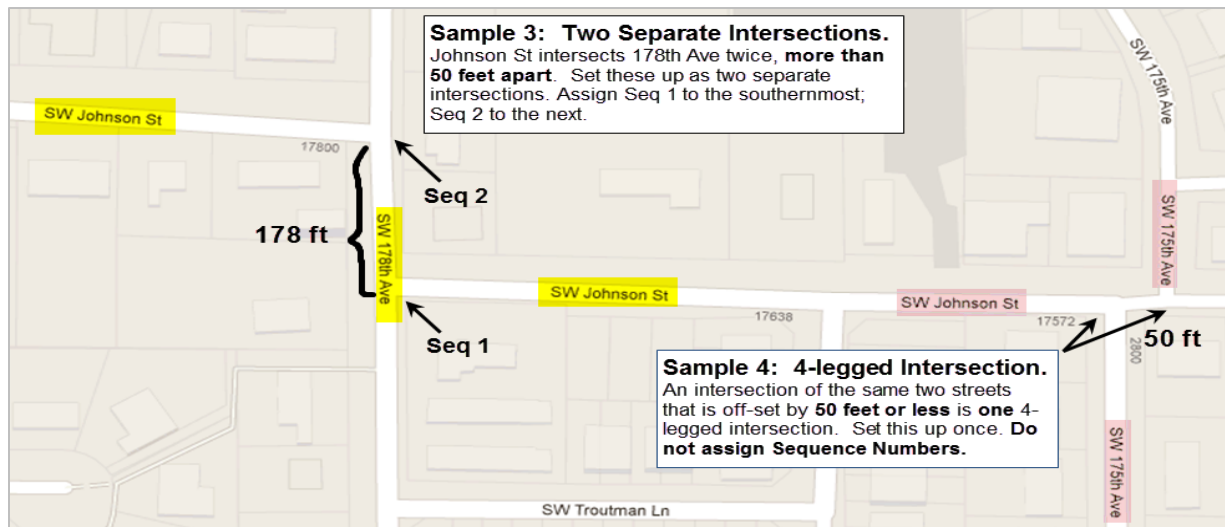 Sample 3: Two Separate Intersections.
Johnson St intersects 178th Ave twice, more than
50 feet apart. Set these up as two separate
intersections. Assign Seq 1 to the southernmost;
Seq 2 to the next.
SW 175th Ave
SW Johnson St
17800
Seq 2
SW 175th Ave
178 ft
SW 178th Ave
SW Johnson St
SW Johnson St
17638
17572
50 ft
Seq 1
2800
Sample 4: 4-legged Intersection.
An intersection of the same two streets
that is off-set by 50 feet or less is one 4-
legged intersection. Set this up once. Do
not assign Sequence Numbers.
SW 175th Ave
SW Troutman Ln